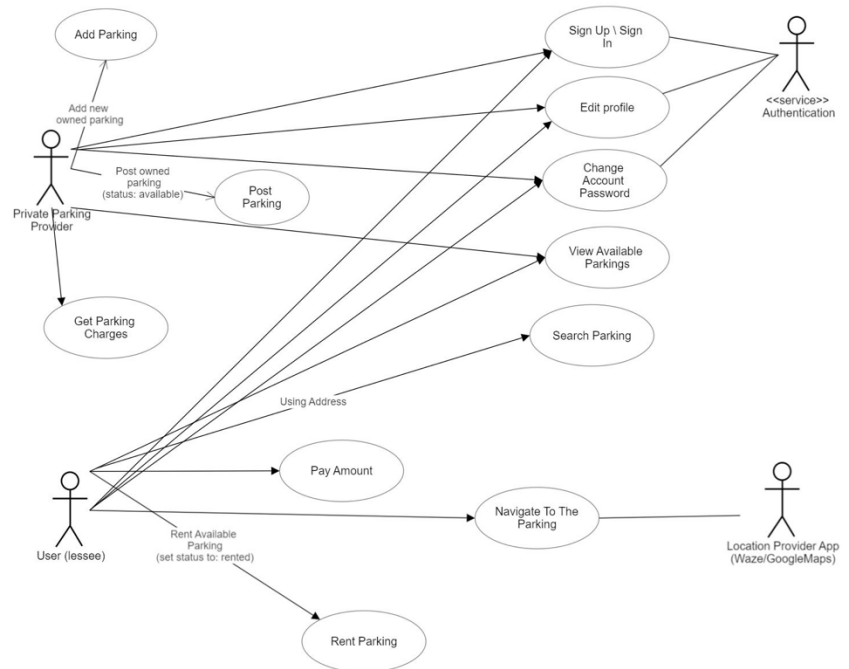 Add Parking
Sign Up \ Sign
In
<<service>>
Authentication
Add new
owned parking
Edit profile
Post owned
parking
(status: available)
Private Parking
Provider
Post
Parking
Change
Account
Password
View Available
Parkings
Get Parking
Charges
Search Parking
Using Address
Pay Amount
User (lessee)
Rent Available
Parking
(set status to: rented)
Navigate To The
Parking
Location Provider App
(Waze/GoogleMaps)
Rent Parking